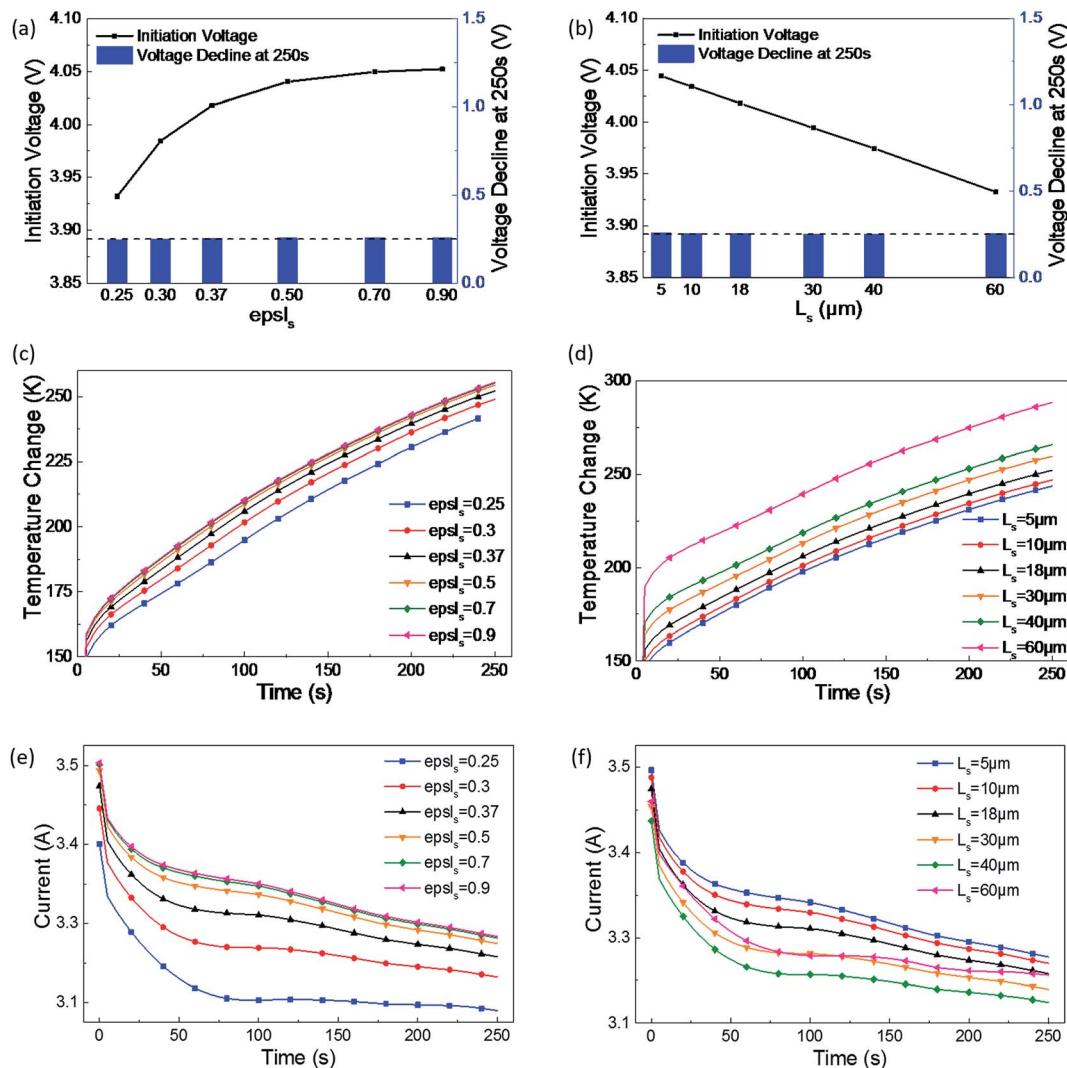 (a)
Initiation Voltage (V)
4.10
4.05
4.00
3.95
3.90
3.85
Initiation Voltage
Voltage Decline at 250s
1.5
1.0
0.5
0.0
Voltage Decline at 250s (V)
0.25 0.30 0.37 0.50 0.70 0.90
epsl_s
(b)
Initiation Voltage (V)
4.10
4.05
4.00
3.95
3.90
3.85
Initiation Voltage
Voltage Decline at 250s
1.5
1.0
0.5
0.0
Voltage Decline at 250s (V)
5 10 18 30 40 60
L_s (μm)
(c)
Temperature Change (K)
250
225
200
175
150
epsl_s=0.25
epsl_s=0.3
epsl_s=0.37
epsl_s=0.5
epsl_s=0.7
epsl_s=0.9
0 50 100 150 200 250
Time (s)
(d)
Temperature Change (K)
300
250
200
150
L_s=5μm
L_s=10μm
L_s=18μm
L_s=30μm
L_s=40μm
L_s=60μm
0 50 100 150 200 250
Time (s)
(e)
Current (A)
3.5
3.4
3.3
3.1
epsl_s=0.25
epsl_s=0.3
epsl_s=0.37
epsl_s=0.5
epsl_s=0.7
epsl_s=0.9
0 50 100 150 200 250
Time (s)
(f)
Current (A)
3.5
3.4
3.3
3.1
L_s=5μm
L_s=10μm
L_s=18μm
L_s=30μm
L_s=40μm
L_s=60μm
0 50 100 150 200 250
Time (s)